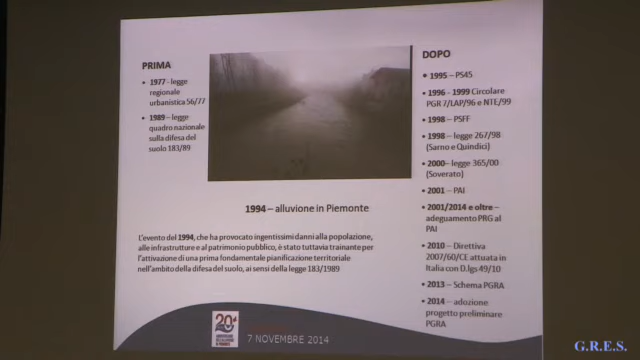 PRIMA
• 1977 - legge
regionale
urbanistica 56/77
• 1989 – legge
quadro nazionale
sulla difesa del
suolo 183/89
1994 – alluvione in Piemonte
L'evento del 1994, che ha provocato ingentissimi danni alla popolazione,
alle infrastrutture e al patrimonio pubblico, è stato tuttavia trainante per
l'attivazione di una prima fondamentale pianificazione territoriale
nell'ambito della difesa del suolo, ai sensi della legge 183/1989
DOPO
• 1995 – PS45
• 1996 - 1999 Circolare
PGR 7/LAP/96 e NTE/99
• 1998 – PSFF
• 1998 – legge 267/98
(Sarno e Quindici)
• 2000– legge 365/00
(Soverato)
• 2001 – PAI
• 2001/2014 e oltre –
adeguamento PRG al
PAI
• 2010 – Direttiva
2007/60/CE attuata in
Italia con D.lgs 49/10
• 2013 – Schema PGRA
• 2014 – adozione
progetto preliminare
PGRA
20°
7 NOVEMBRE 2014
G.R.E.S.